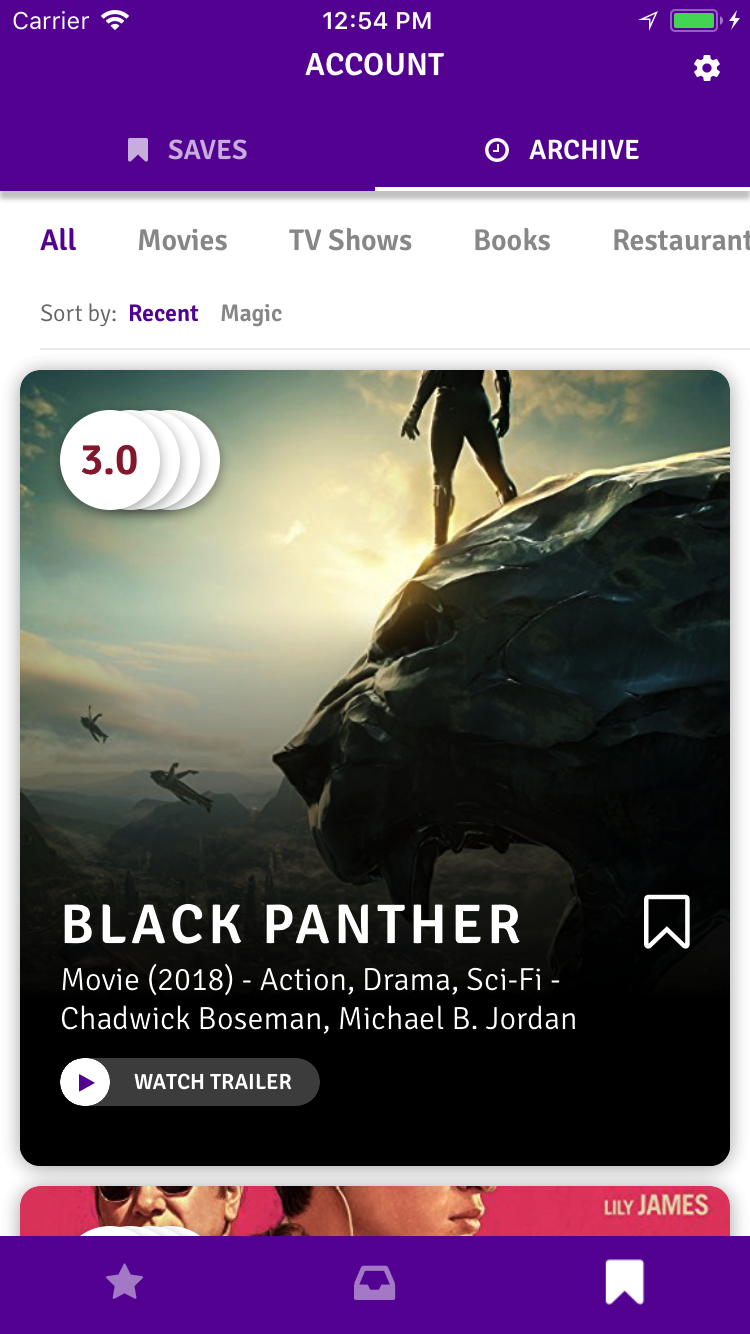 Carrier 12:54 PM
ACCOUNT
SAVES ARCHIVE
All Movies TV Shows Books Restaurant
Sort by: Recent Magic
3.0
BLACK PANTHER
Movie (2018) - Action, Drama, Sci-Fi -
Chadwick Boseman, Michael B. Jordan
WATCH TRAILER
LILY JAMES